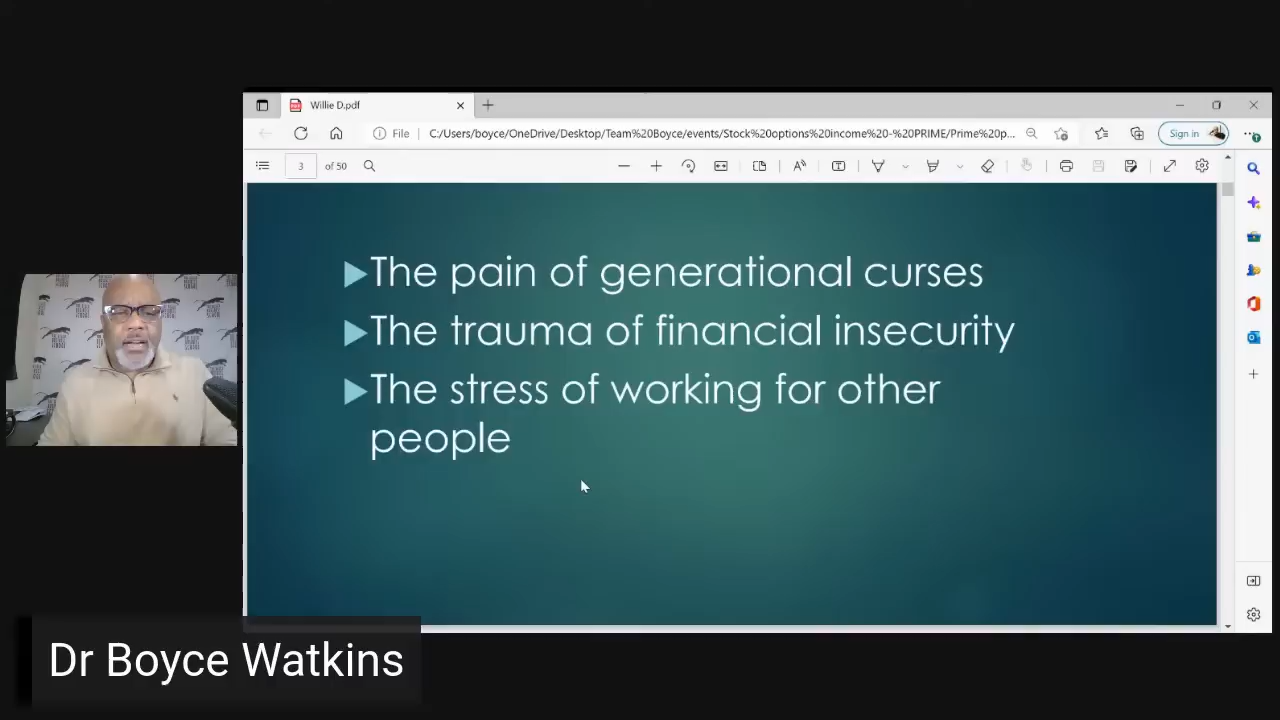 Willie D.pdf
File
C:/Users/boyce/OneDrive/Desktop/Team%20Boyce/events/Stock%20options%20income%20-%20PRIME/Prime%20p...
Sign in
3 of 50
The pain of generational curses
The trauma of financial insecurity
The stress of working for other
people
Dr Boyce Watkins